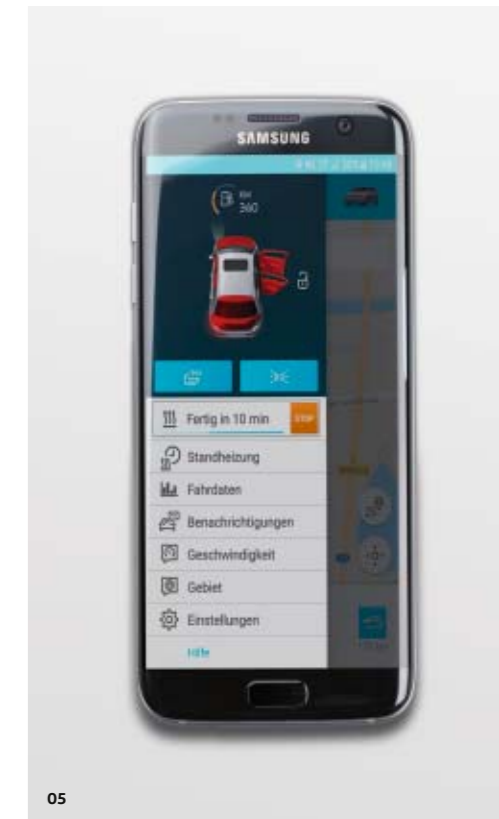 SAMSUNG
360
Fertig in 10 min
STOP
Standheizung
Fahrdaten
Benachrichtigungen
Geschwindigkeit
Gebiet
Einstellungen
Hilfe
05